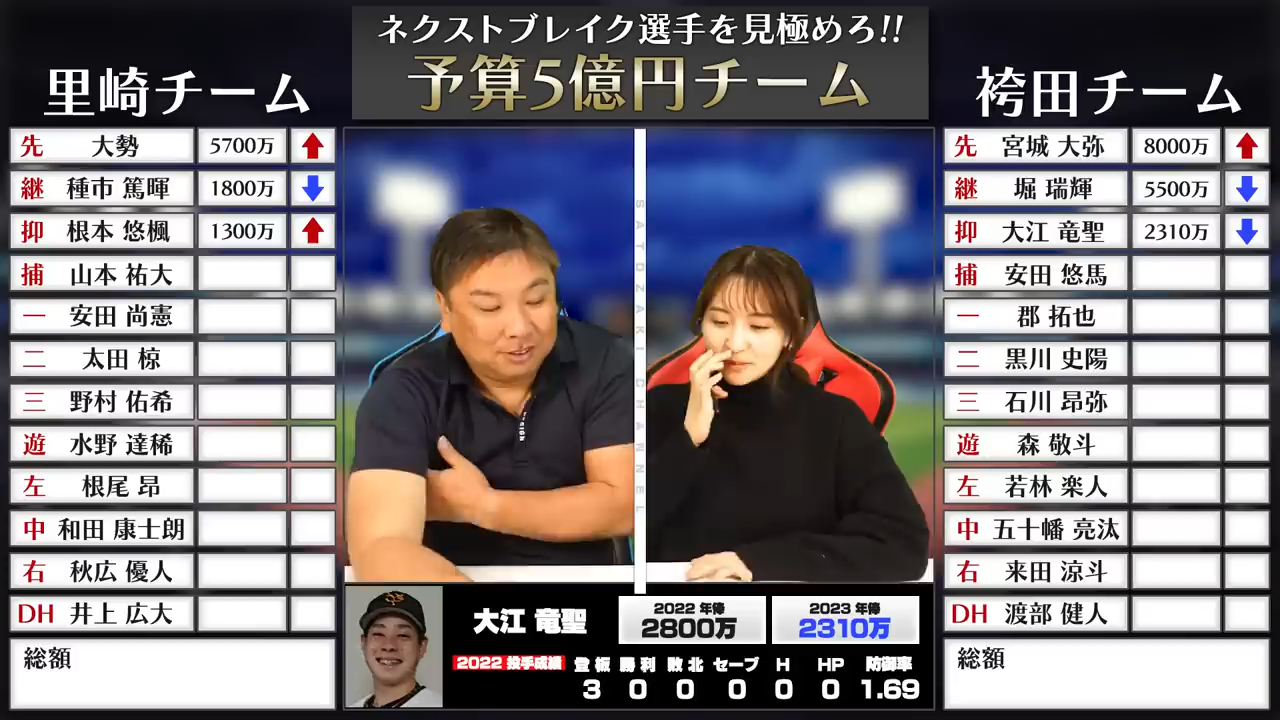 ネクストブレイク選手を見極めろ!!
予算5億円チーム
里崎チーム
先 大勢 5700万
継 種市 篤暉 1800万
抑 根本 悠楓 1300万
捕 山本 祐大
一 安田 尚憲
二 太田 椋
三 野村 佑希
遊 水野 達稀
左 根尾 昂
中 和田 康士朗
右 秋広 優人
DH 井上 広大
総額
袴田チーム
先 宮城 大弥 8000万
継 堀 瑞輝 5500万
抑 大江 竜聖 2310万
捕 安田 悠馬
一 郡 拓也
二 黒川 史陽
三 石川 昂弥
遊 森 敬斗
左 若林 楽人
中 五十幡 亮汰
右 来田 涼斗
DH 渡部 健人
総額
SATOZAKI CHANNEL
大江 竜聖
2022 年俸
2800万
2023 年俸
2310万
2022 投手成績 登板 勝利 敗北 セーブ H HP 防御率
3 0 0 0 0 0 1.69